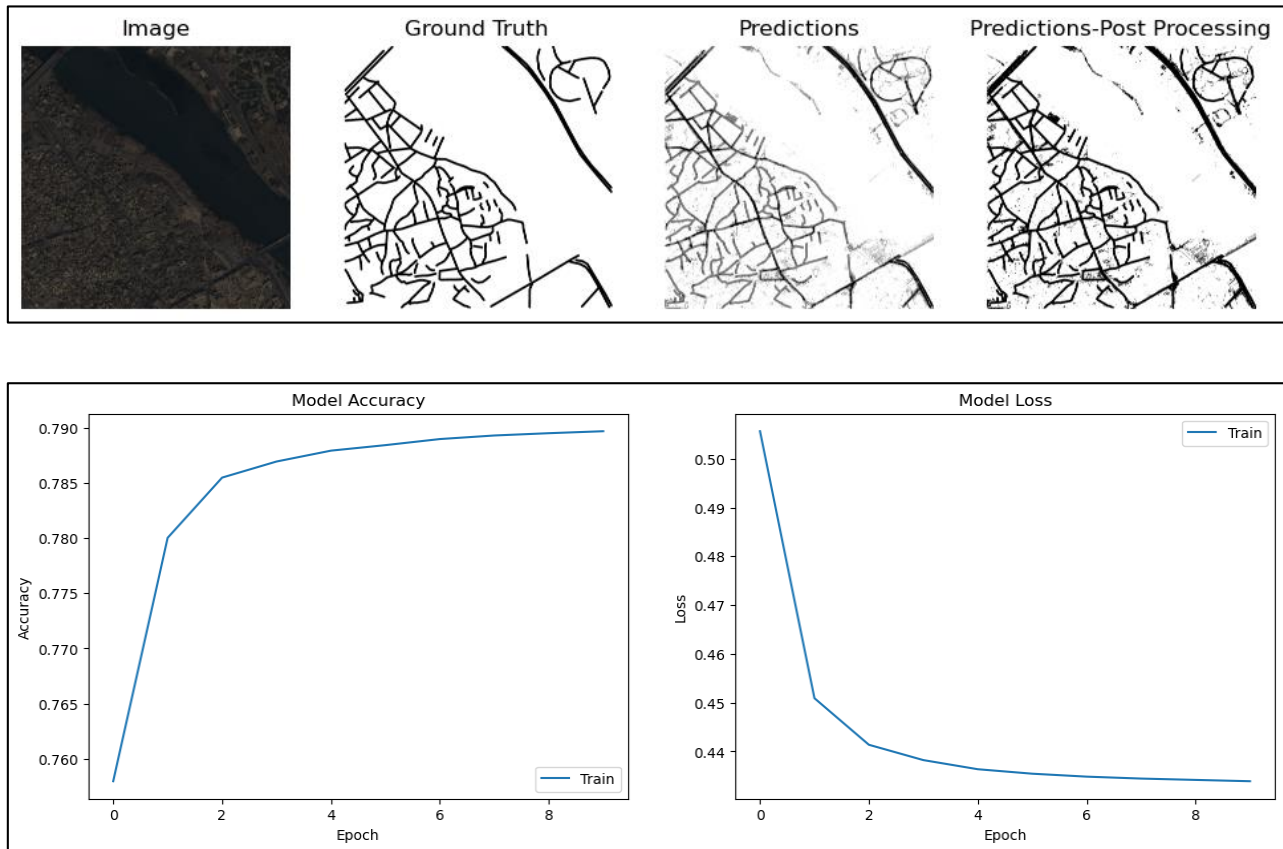 Image
Ground Truth
Predictions
Predictions-Post Processing
Model Accuracy
0.790
0.785
0.780
0.775
0.770
0.765
0.760
Accuracy
Train
0
2
4
6
8
Epoch
Model Loss
Train
0.50
0.49
0.48
0.47
0.46
0.45
0.44
Loss
0
2
4
6
8
Epoch